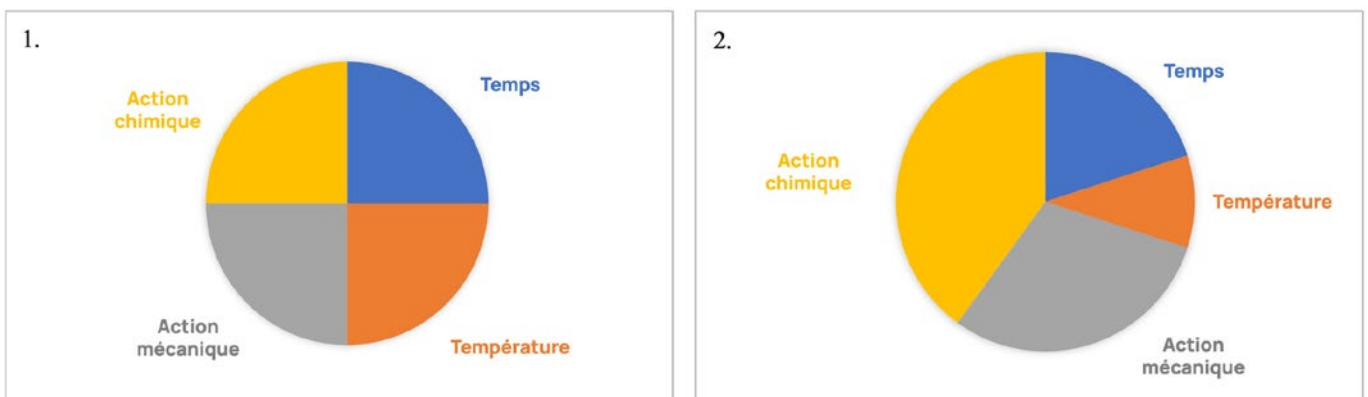 1.
Temps
Action
chimique
Action
mécanique
Température
2.
Temps
Action
chimique
Température
Action
mécanique